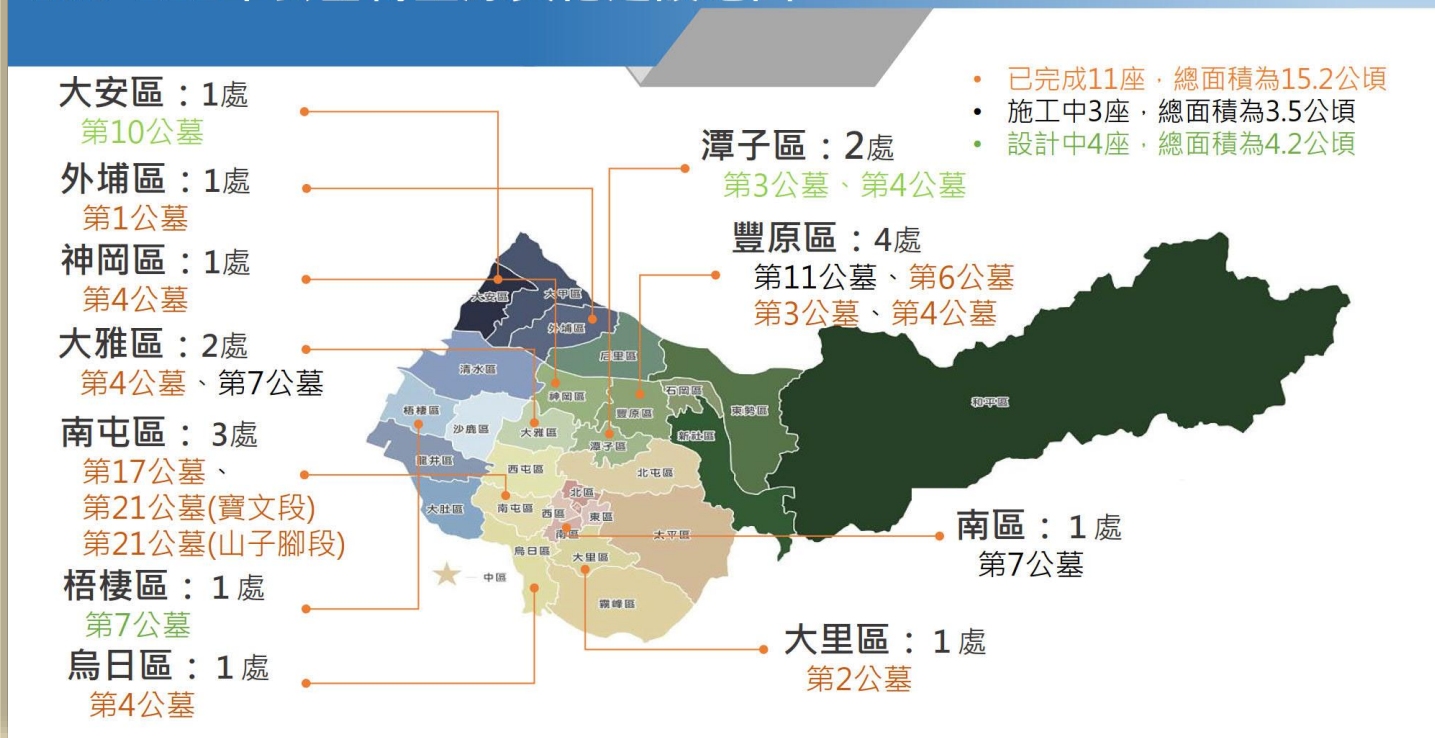 大安區：1處
第10公墓
外埔區：1處
第1公墓
神岡區：1處
第4公墓
大雅區：2處
第4公墓、第7公墓
南屯區：3處
第17公墓、
第21公墓(寶文段)
第21公墓(山子腳段)
梧棲區：1處
第7公墓
烏日區：1處
第4公墓
潭子區：2處
第3公墓、第4公墓
豐原區：4處
第11公墓、第6公墓
第3公墓、第4公墓
• 已完成11座，總面積為15.2公頃
• 施工中3座，總面積為3.5公頃
• 設計中4座，總面積為4.2公頃
南區：1處
第7公墓
大里區：1處
第2公墓
大安區
大甲區
外埔區
后里區
清水區
神岡區
石岡區
東勢區
和平區
梧棲區
沙鹿區
大雅區
豐原區
潭子區
新社區
龍井區
西屯區
北屯區
大肚區
南屯區
北區
西區
東區
南區
太平區
烏日區
大里區
中區
霧峰區